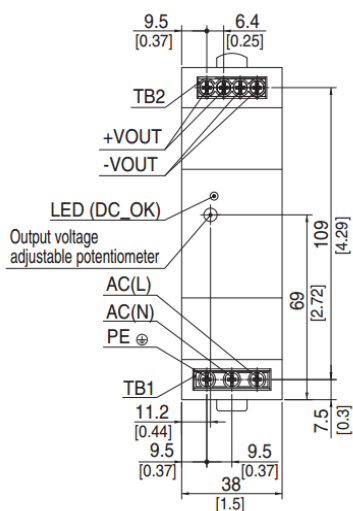 9.5
[0.37]
6.4
[0.25]
TB2
+VOUT
-VOUT
LED (DC_OK)
Output voltage
adjustable potentiometer
109
[4.29]
69
[2.72]
AC(L)
AC(N)
PE ⏚
TB1
11.2
[0.44]
7.5
[0.3]
9.5
[0.37]
9.5
[0.37]
38
[1.5]